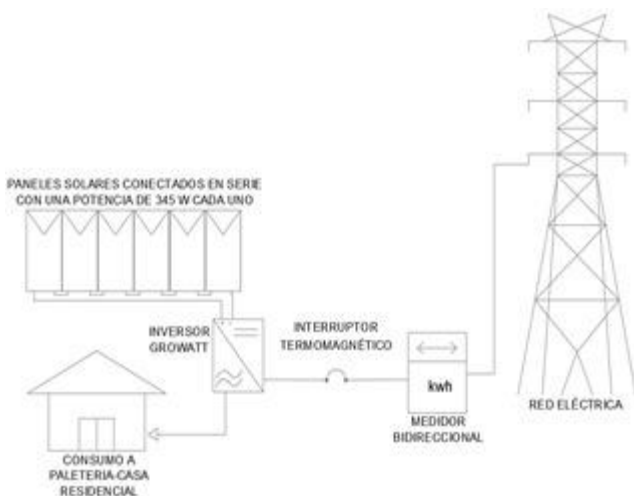 PANELES SOLARES CONECTADOS EN SERIE
CON UNA POTENCIA DE 345 W CADA UNO
INVERSOR
GROWATT
INTERRUPTOR
TERMOMAGNÉTICO
kwh
MEDIDOR
BIDIRECCIONAL
RED ELÉCTRICA
CONSUMO A
PALETERIA-CASA
RESIDENCIAL